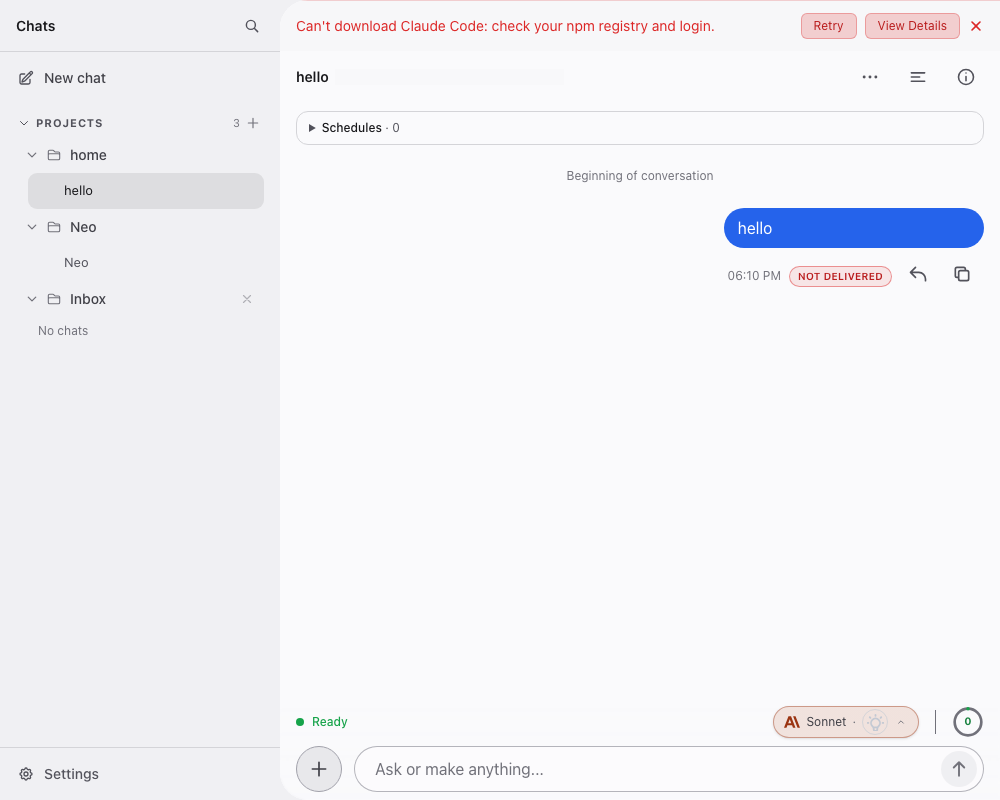 Chats
New chat
PROJECTS
3
home
hello
Neo
Neo
Inbox
No chats
Settings
Can't download Claude Code: check your npm registry and login.
Retry
View Details
hello
Schedules · 0
Beginning of conversation
hello
06:10 PM
NOT DELIVERED
Ready
Sonnet ·
0
Ask or make anything...